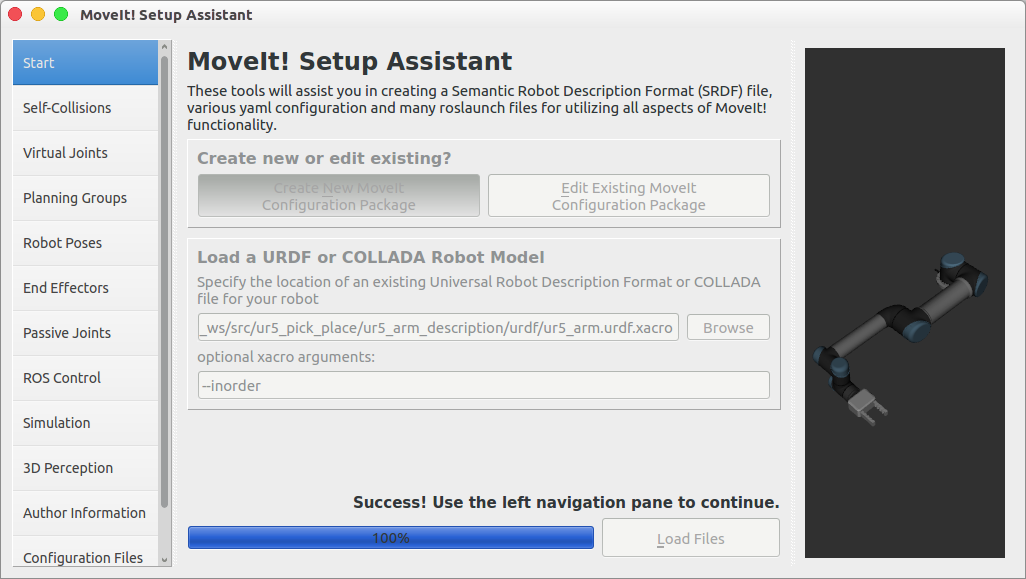 MoveIt! Setup Assistant
Start
Self-Collisions
Virtual Joints
Planning Groups
Robot Poses
End Effectors
Passive Joints
ROS Control
Simulation
3D Perception
Author Information
Configuration Files
MoveIt! Setup Assistant
These tools will assist you in creating a Semantic Robot Description Format (SRDF) file,
various yaml configuration and many roslaunch files for utilizing all aspects of MoveIt!
functionality.
Create new or edit existing?
Create New MoveIt
Configuration Package
Edit Existing MoveIt
Configuration Package
Load a URDF or COLLADA Robot Model
Specify the location of an existing Universal Robot Description Format or COLLADA
file for your robot
_ws/src/ur5_pick_place/ur5_arm_description/urdf/ur5_arm.urdf.xacro
Browse
optional xacro arguments:
--inorder
Success! Use the left navigation pane to continue.
100%
Load Files